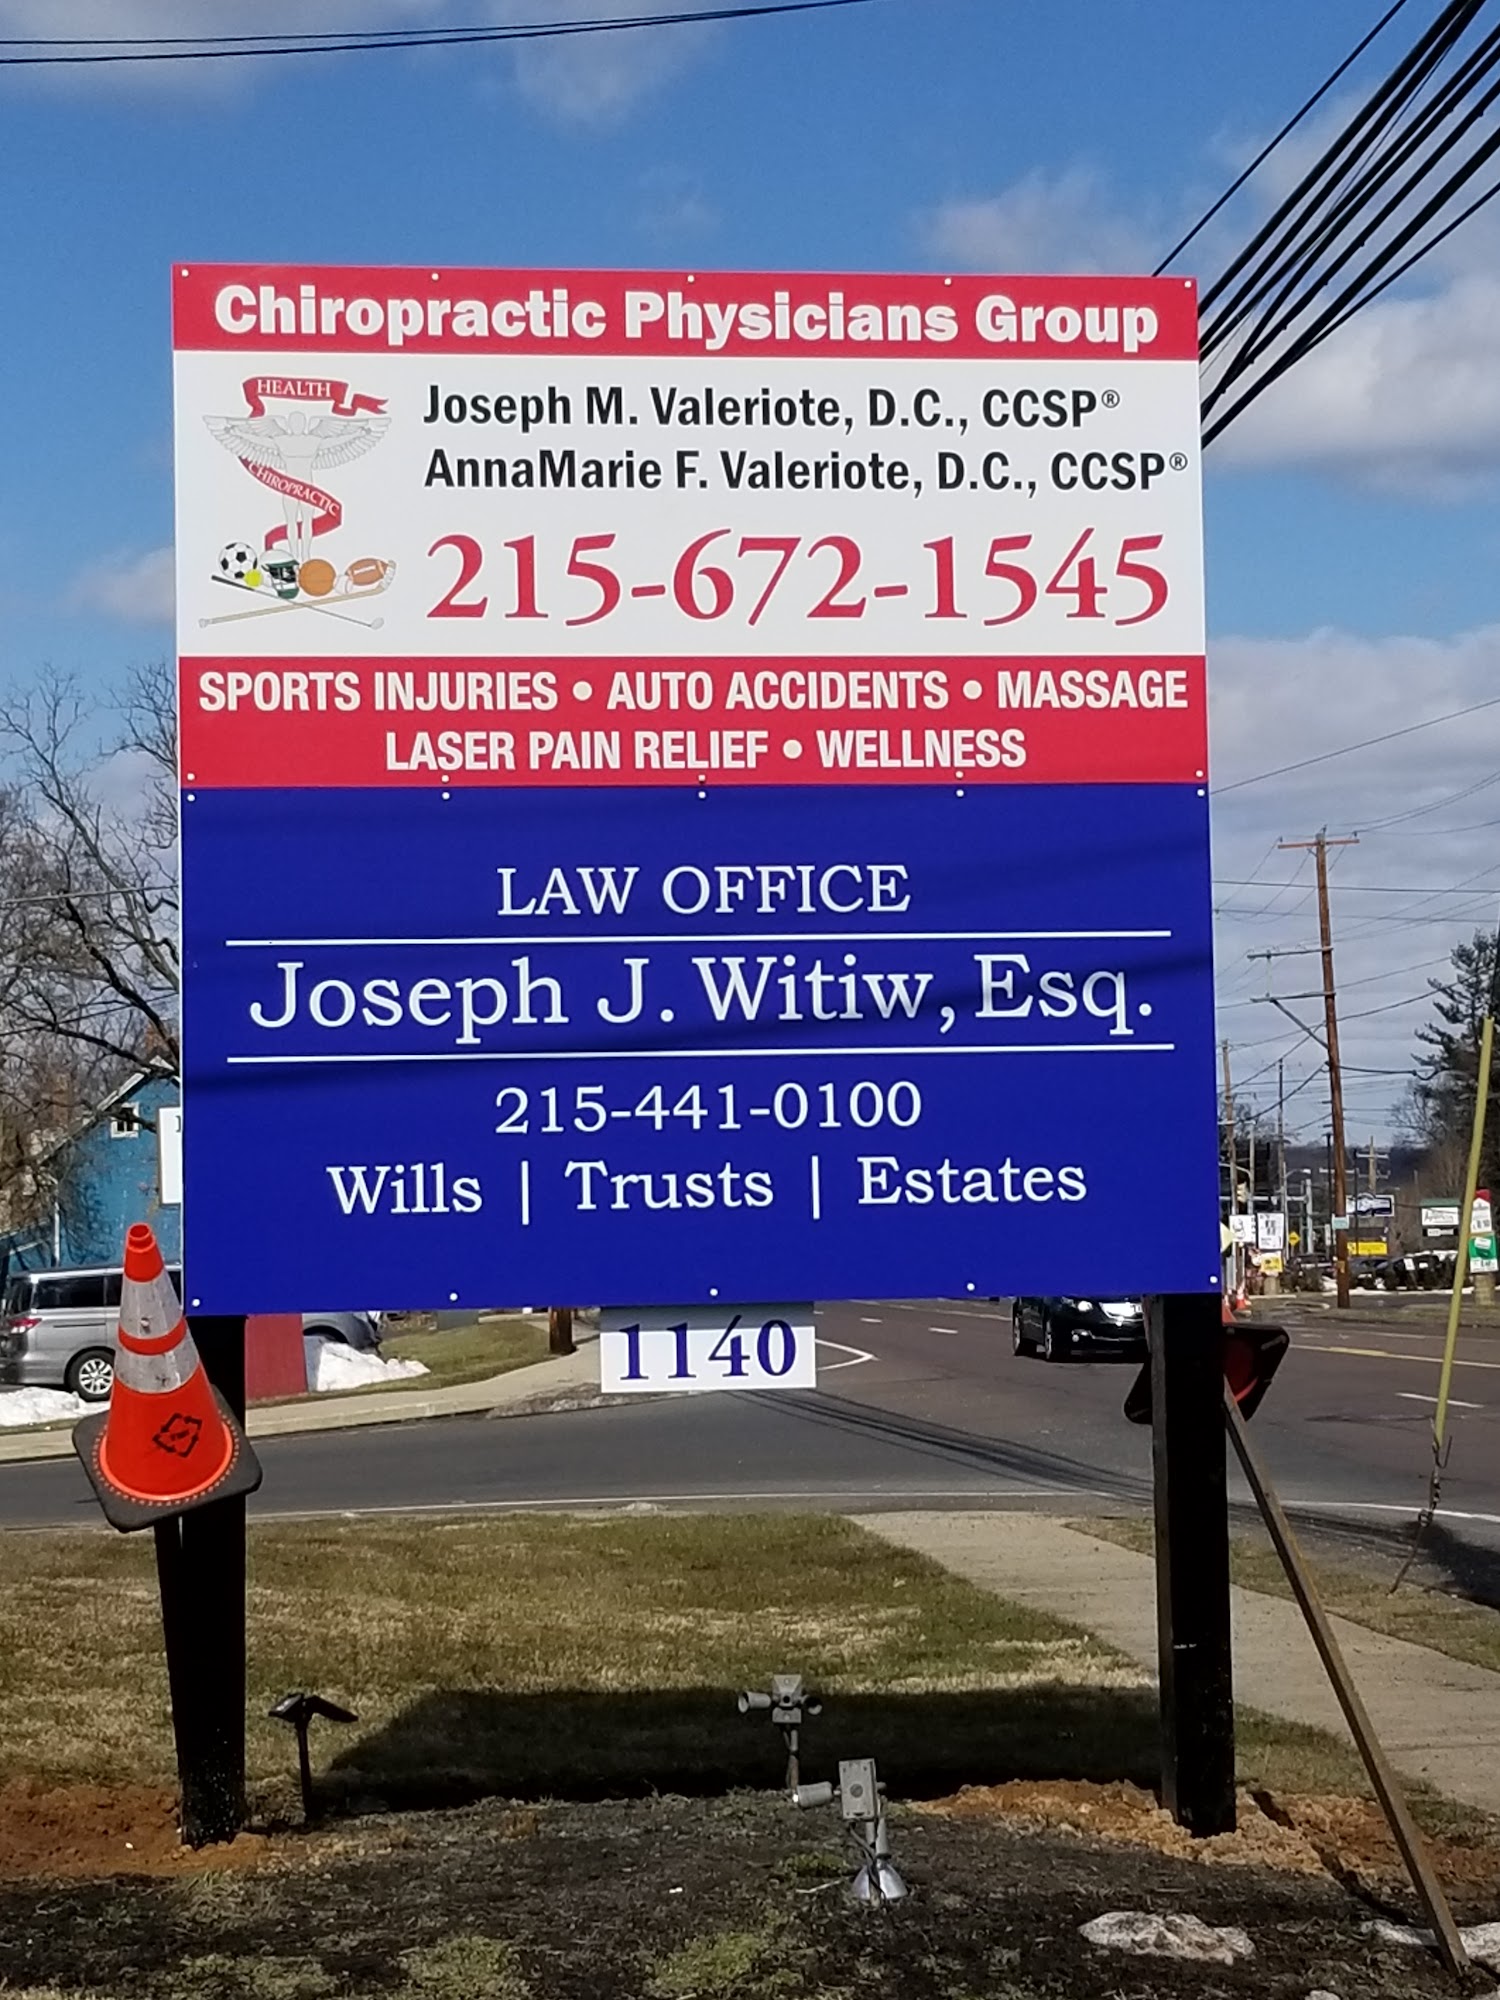 Chiropractic Physicians Group
HEALTH
CHIROPRACTIC
Joseph M. Valeriote, D.C., CCSP®
AnnaMarie F. Valeriote, D.C., CCSP®
215-672-1545
SPORTS INJURIES • AUTO ACCIDENTS • MASSAGE
LASER PAIN RELIEF • WELLNESS
LAW OFFICE
Joseph J. Witiw, Esq.
215-441-0100
Wills | Trusts | Estates
1140